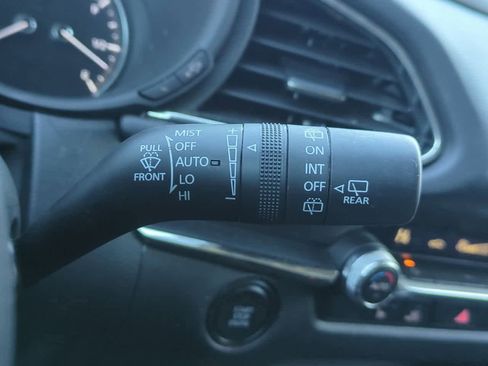 MIST
OFF
AUTO
LO
HI
PULL
FRONT
+
−
ON
INT
OFF
REAR